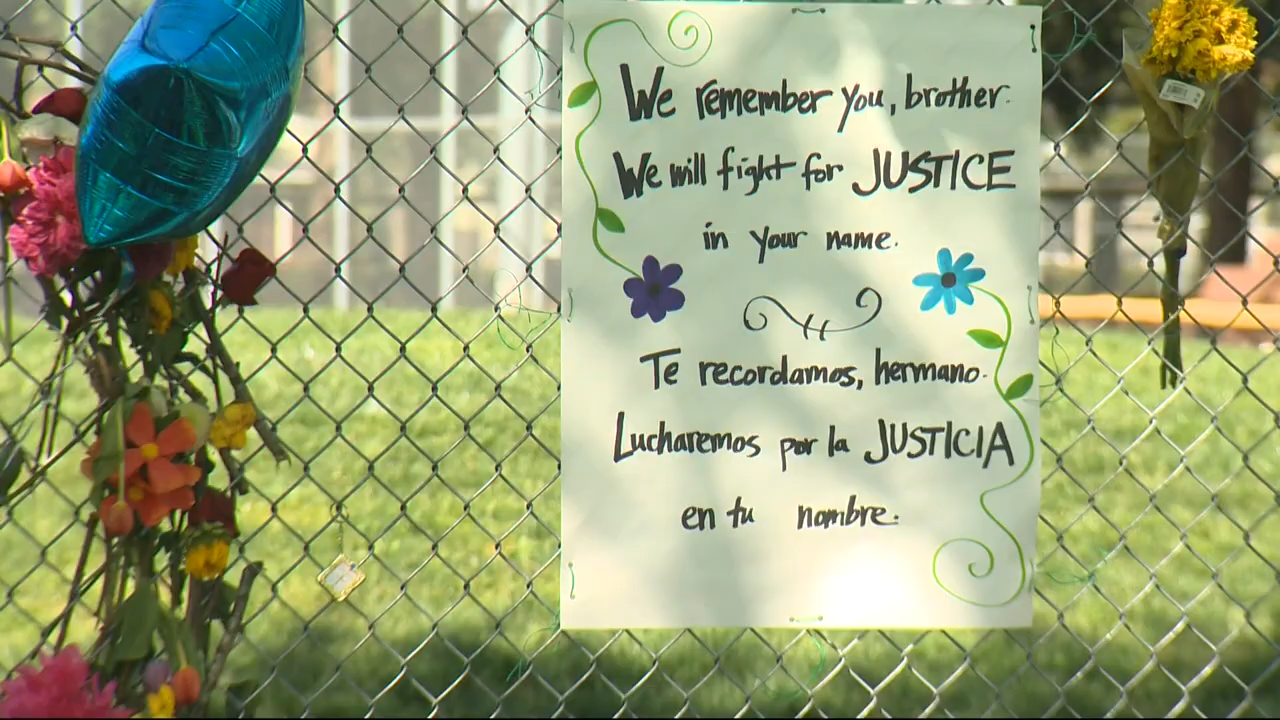 We remember you, brother.
We will fight for JUSTICE
in your name.
Te recordamos, hermano.
Lucharemos por la JUSTICIA
en tu nombre.